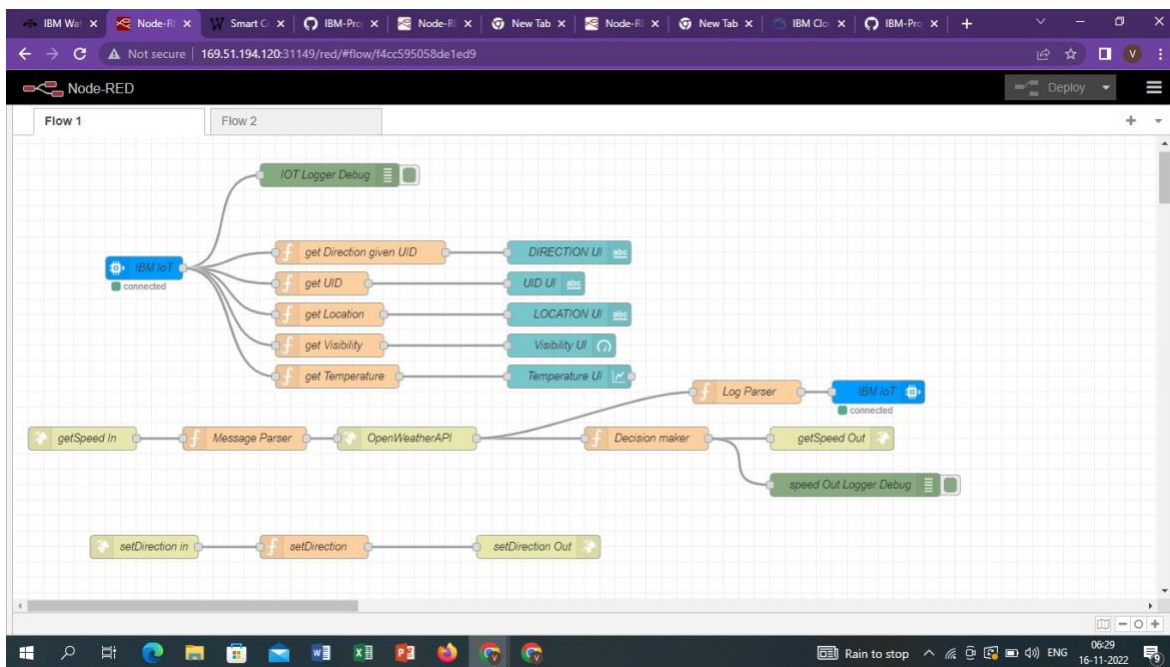 IBM Wat
Node-R
Smart C
IBM-Pro
Node-R
New Tab
Node-R
New Tab
IBM Clo
IBM-Pro
Not secure | 169.51.194.120:31149/red/#flow/f4cc595058de1ed9
V
Node-RED
Deploy
Flow 1
Flow 2
IOT Logger Debug
get Direction given UID
DIRECTION UI
abc
IBM IoT
connected
get UID
UID UI
abc
get Location
LOCATION UI
abc
get Visibility
Visibility UI
get Temperature
Temperature UI
Log Parser
IBM IoT
connected
getSpeed In
Message Parser
OpenWeatherAPI
Decision maker
getSpeed Out
speed Out Logger Debug
setDirection in
setDirection
setDirection Out
Rain to stop
ENG
06:29
16-11-2022